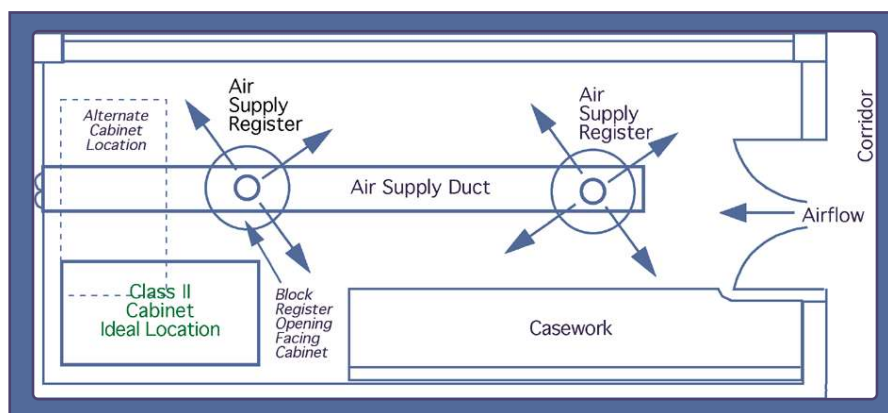 Air
Supply
Register
Air
Supply
Register
Alternate
Cabinet
Location
Corridor
Air Supply Duct
Airflow
Class II
Cabinet
Ideal Location
Block
Register
Opening
Facing
Cabinet
Casework